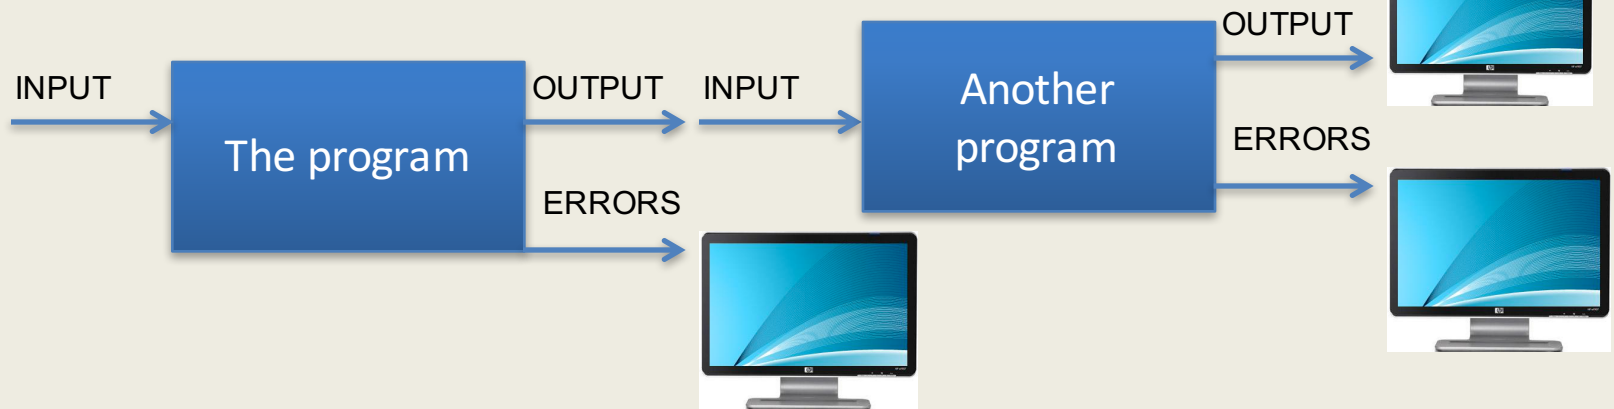 INPUT
The program
OUTPUT
ERRORS
INPUT
Another
program
OUTPUT
ERRORS